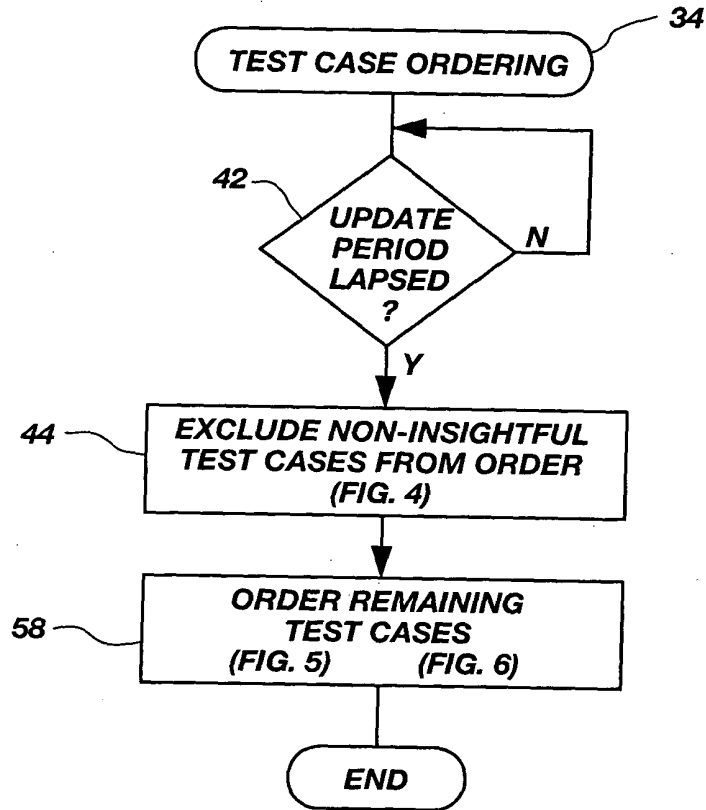 34
TEST CASE ORDERING
42
UPDATE
PERIOD
LAPSED
?
N
Y
44
EXCLUDE NON-INSIGHTFUL
TEST CASES FROM ORDER
(FIG. 4)
58
ORDER REMAINING
TEST CASES
(FIG. 5) (FIG. 6)
END